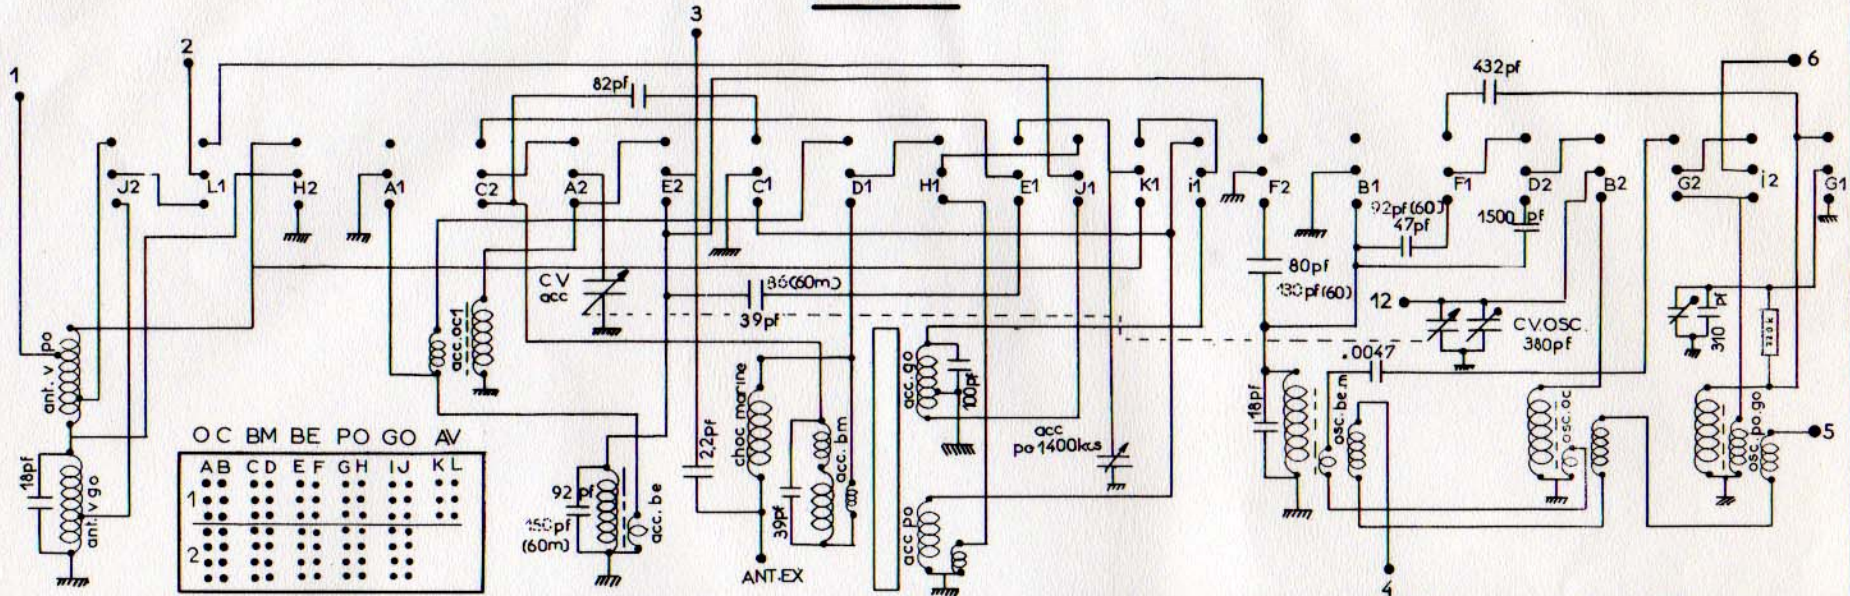 3
2
1
6
82pf
432pf
J2
L1
H2
A1
C2
A2
E2
C1
D1
H1
E1
J1
K1
i1
F2
B1
F1
D2
B2
G2
i2
G1
92pf(60)
47pf
1500 pf
CV
acc
86(60m)
39pf
80pf
180pf(60)
12
CV.OSC.
380pf
310 pf
330k
ant. v po
acc.oc1
.0047
choc marine
acc. go
100pf
acc
po 1400kcs
18pf
osc. be.m
osc. oc
osc. po. go
5
OC BM BE PO GO AV
AB CD EF GH IJ KL
1
2
18pf
ant. v go
2,2pf
92 pf
150pf
(60m)
acc. be
39pf
acc. bm
acc po
ANT.EX
4